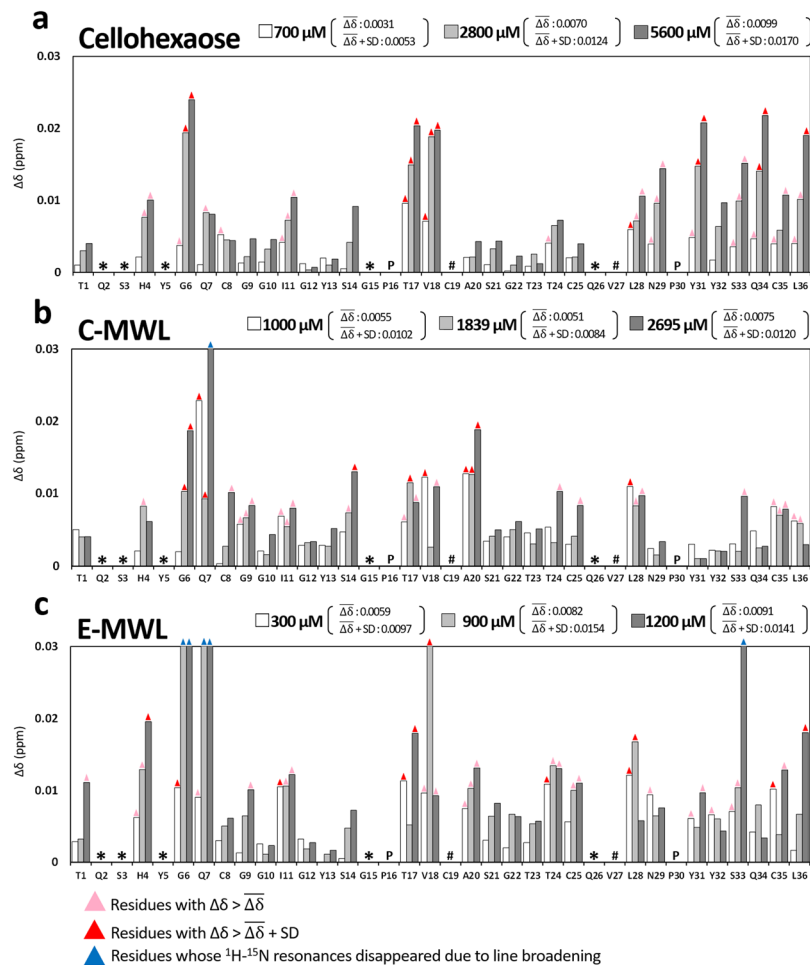 a Cellohexaose 700 μM (Δδ : 0.0031 Δδ + SD : 0.0053) 2800 μM (Δδ : 0.0070 Δδ + SD : 0.0124) 5600 μM (Δδ : 0.0099 Δδ + SD : 0.0170)
0.03
0.02
Δδ (ppm)
0.01
0
* * * * P # * # P
T1 Q2 S3 H4 Y5 G6 Q7 C8 G9 G10 I11 G12 Y13 S14 G15 P16 T17 V18 C19 A20 S21 G22 T23 T24 C25 Q26 V27 L28 N29 P30 Y31 Y32 S33 Q34 C35 L36
b C-MWL 1000 μM (Δδ : 0.0055 Δδ + SD : 0.0102) 1839 μM (Δδ : 0.0051 Δδ + SD : 0.0084) 2695 μM (Δδ : 0.0075 Δδ + SD : 0.0120)
0.03
0.02
Δδ (ppm)
0.01
0
* * * * P # * # P
T1 Q2 S3 H4 Y5 G6 Q7 C8 G9 G10 I11 G12 Y13 S14 G15 P16 T17 V18 C19 A20 S21 G22 T23 T24 C25 Q26 V27 L28 N29 P30 Y31 Y32 S33 Q34 C35 L36
c E-MWL 300 μM (Δδ : 0.0059 Δδ + SD : 0.0097) 900 μM (Δδ : 0.0082 Δδ + SD : 0.0154) 1200 μM (Δδ : 0.0091 Δδ + SD : 0.0141)
0.03
0.02
Δδ (ppm)
0.01
0
* * * * P # * # P
T1 Q2 S3 H4 Y5 G6 Q7 C8 G9 G10 I11 G12 Y13 S14 G15 P16 T17 V18 C19 A20 S21 G22 T23 T24 C25 Q26 V27 L28 N29 P30 Y31 Y32 S33 Q34 C35 L36
Residues with Δδ > Δδ
Residues with Δδ > Δδ + SD
Residues whose ¹H-¹⁵N resonances disappeared due to line broadening